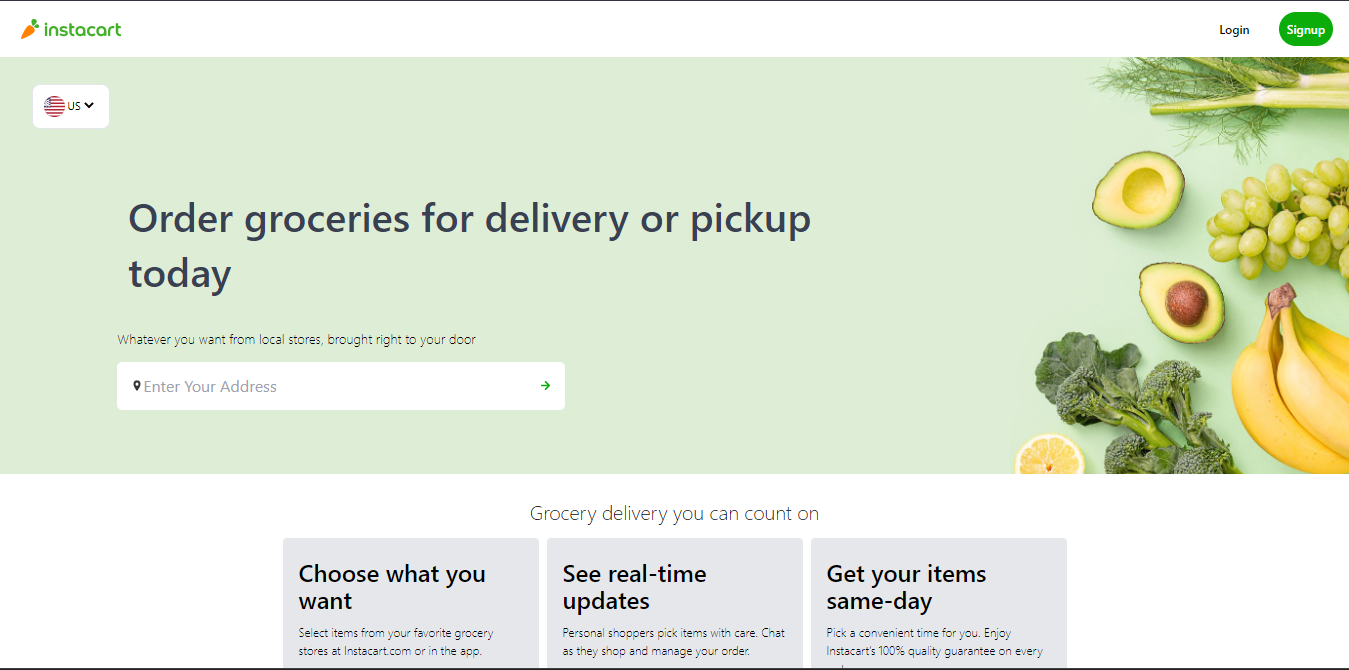 instacart
Login
Signup
US
Order groceries for delivery or pickup
today
Whatever you want from local stores, brought right to your door
Enter Your Address
Grocery delivery you can count on
Choose what you
want
Select items from your favorite grocery
stores at Instacart.com or in the app.
See real-time
updates
Personal shoppers pick items with care. Chat
as they shop and manage your order.
Get your items
same-day
Pick a convenient time for you. Enjoy
Instacart's 100% quality guarantee on every